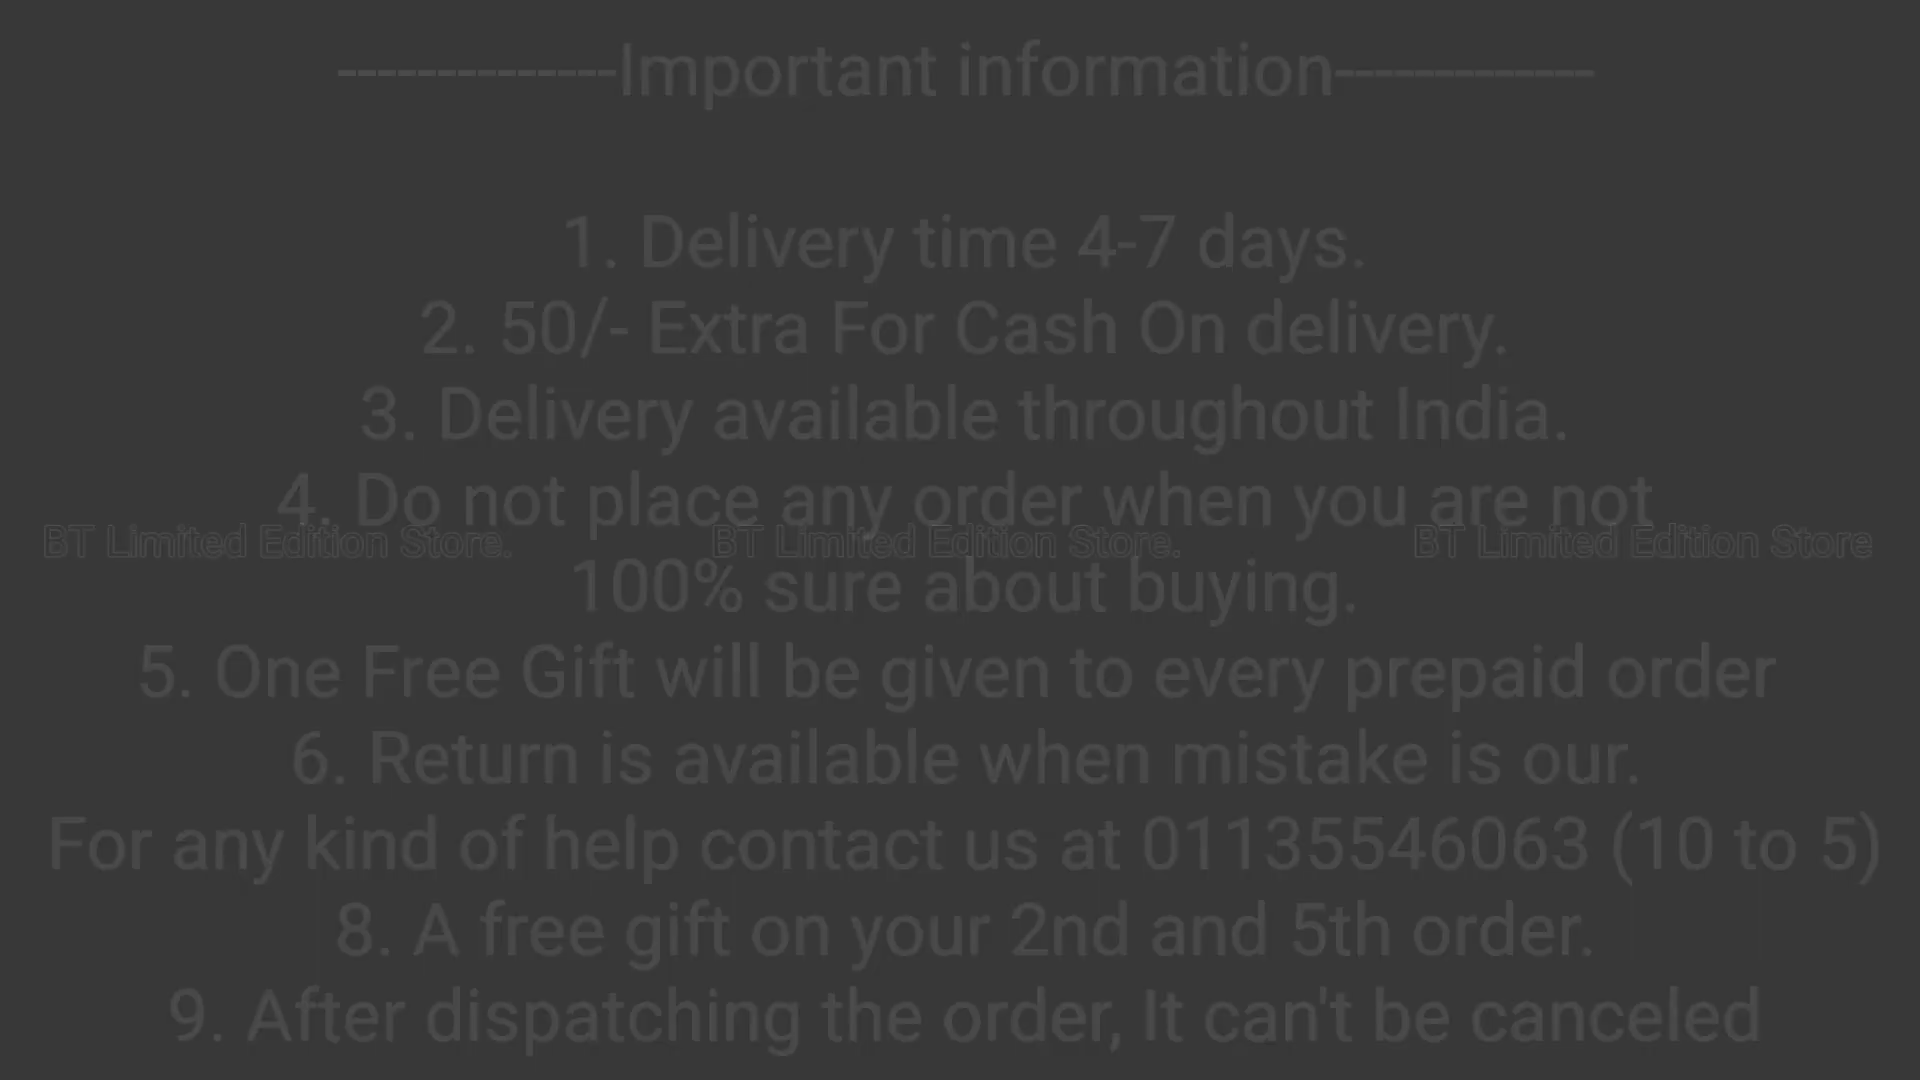 --------------Important information-------------
1. Delivery time 4-7 days.
2. 50/- Extra For Cash On delivery.
3. Delivery available throughout India.
4. Do not place any order when you are not
BT Limited Edition Store. BT Limited Edition Store. BT Limited Edition Store
100% sure about buying.
5. One Free Gift will be given to every prepaid order
6. Return is available when mistake is our.
For any kind of help contact us at 01135546063 (10 to 5)
8. A free gift on your 2nd and 5th order.
9. After dispatching the order, It can't be canceled